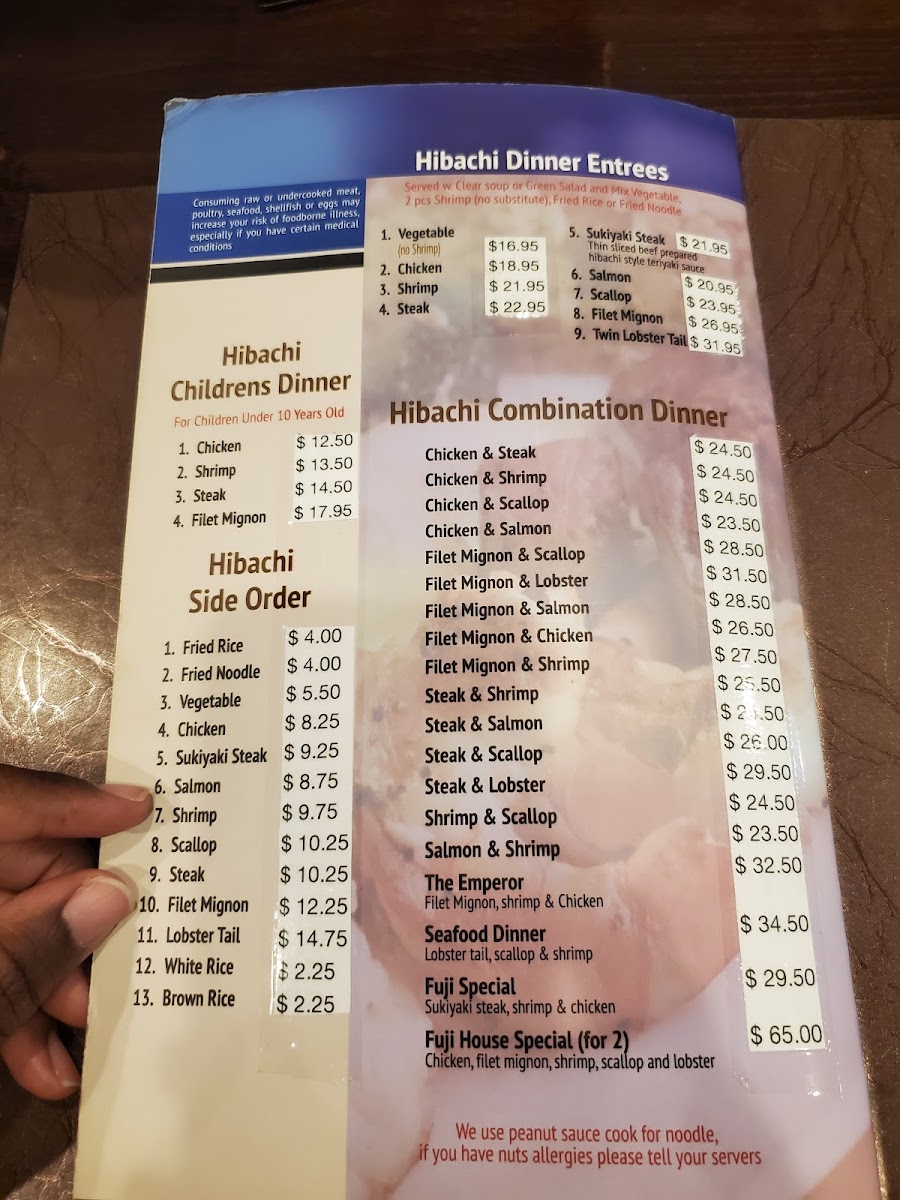 Hibachi Dinner Entrees
Served w. Clear soup or Green Salad and Mix Vegetable,
2 pcs Shrimp (no substitute), Fried Rice or Fried Noodle
1. Vegetable $16.95
(no Shrimp)
2. Chicken $18.95
3. Shrimp $ 21.95
4. Steak $ 22.95
5. Sukiyaki Steak $ 21.95
Thin sliced beef prepared
hibachi style teriyaki sauce
6. Salmon $ 20.95
7. Scallop $ 23.95
8. Filet Mignon $ 26.95
9. Twin Lobster Tail $ 31.95
Consuming raw or undercooked meat,
poultry, seafood, shellfish or eggs may
increase your risk of foodborne illness,
especially if you have certain medical
conditions
Hibachi
Childrens Dinner
For Children Under 10 Years Old
1. Chicken $ 12.50
2. Shrimp $ 13.50
3. Steak $ 14.50
4. Filet Mignon $ 17.95
Hibachi
Side Order
1. Fried Rice $ 4.00
2. Fried Noodle $ 4.00
3. Vegetable $ 5.50
4. Chicken $ 8.25
5. Sukiyaki Steak $ 9.25
6. Salmon $ 8.75
7. Shrimp $ 9.75
8. Scallop $ 10.25
9. Steak $ 10.25
10. Filet Mignon $ 12.25
11. Lobster Tail $ 14.75
12. White Rice $ 2.25
13. Brown Rice $ 2.25
Hibachi Combination Dinner
Chicken & Steak $ 24.50
Chicken & Shrimp $ 24.50
Chicken & Scallop $ 24.50
Chicken & Salmon $ 23.50
Filet Mignon & Scallop $ 28.50
Filet Mignon & Lobster $ 31.50
Filet Mignon & Salmon $ 28.50
Filet Mignon & Chicken $ 26.50
Filet Mignon & Shrimp $ 27.50
Steak & Shrimp $ 25.50
Steak & Salmon
Steak & Scallop $ 26.00
Steak & Lobster $ 29.50
Shrimp & Scallop $ 24.50
Salmon & Shrimp $ 23.50
The Emperor $ 32.50
Filet Mignon, shrimp & Chicken
Seafood Dinner $ 34.50
Lobster tail, scallop & shrimp
Fuji Special $ 29.50
Sukiyaki steak, shrimp & chicken
Fuji House Special (for 2) $ 65.00
Chicken, filet mignon, shrimp, scallop and lobster
We use peanut sauce cook for noodle,
if you have nuts allergies please tell your servers